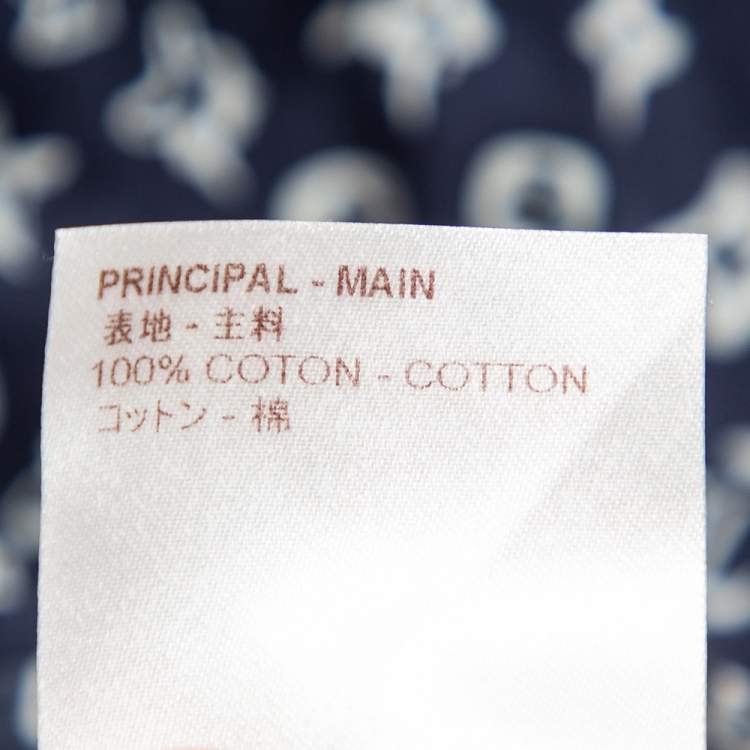 PRINCIPAL - MAIN
表地 - 主料
100% COTON - COTTON
コットン - 棉